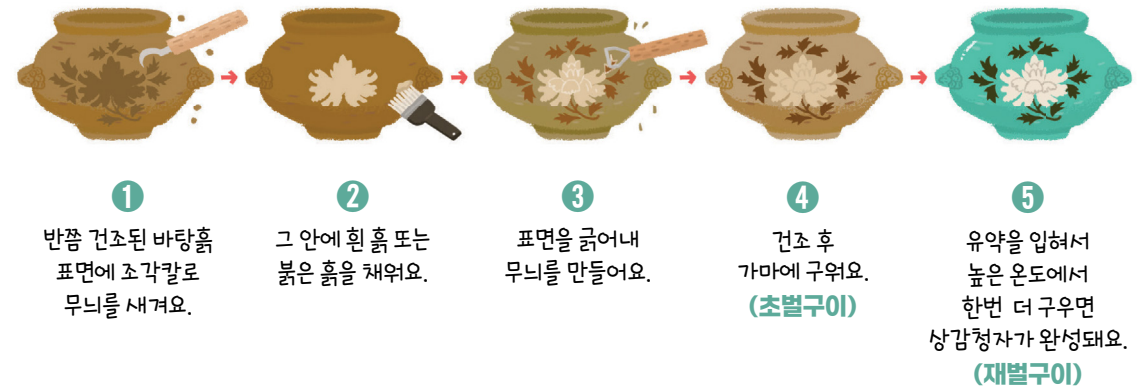 1
반쯤 건조된 바탕흙
표면에 조각칼로
무늬를 새겨요.
2
그 안에 흰 흙 또는
붉은 흙을 채워요.
3
표면을 긁어내
무늬를 만들어요.
4
건조 후
가마에 구워요.
(초벌구이)
5
유약을 입혀서
높은 온도에서
한번 더 구우면
상감청자가 완성돼요.
(재벌구이)